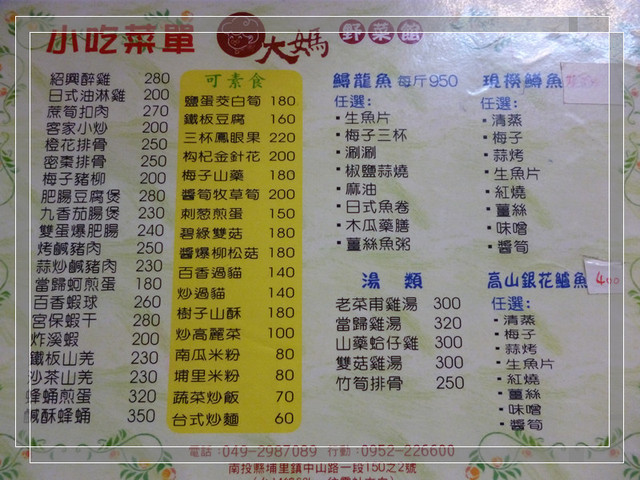 小吃菜單
大媽
野菜館
紹興醉雞 280
日式油淋雞 200
蔗筍扣肉 270
客家小炒 200
橙花排骨 250
密棗排骨 250
梅子豬柳 200
肥腸豆腐煲 280
九香茄腸煲 230
雙蛋爆肥腸 240
烤鹹豬肉 250
蒜炒鹹豬肉 230
當歸蚵煎蛋 180
百香蝦球 260
宮保蝦干 280
炸溪蝦 200
鐵板山羌 230
沙茶山羌 230
蜂蛹煎蛋 320
鹹酥蜂蛹 350
可素食
鹽蛋茭白筍 180
鐵板豆腐 160
三杯鳳眼果 220
枸杞金針花 200
梅子山藥 180
醬筍牧草筍 200
刺葱煎蛋 150
碧綠雙菇 180
醬爆柳松菇 180
百香過貓 140
炒過貓 140
樹子山酥 180
炒高麗菜 100
南瓜米粉 80
埔里米粉 80
蔬菜炒飯 70
台式炒麵 60
鱘龍魚 每斤950
任選:
·生魚片
·梅子三杯
·涮涮
·椒鹽蒜燒
·麻油
·日式魚卷
·木瓜藥膳
·薑絲魚粥
湯 類
老菜甫雞湯 300
當歸雞湯 320
山藥蛤仔雞 300
雙菇雞湯 300
竹筍排骨 250
現撈鱒魚
任選:
·清蒸
·梅子
·蒜烤
·生魚片
·紅燒
·薑絲
·味噌
·醬筍
高山銀花鱸魚 400
任選:
·清蒸
·梅子
·蒜烤
·生魚片
·紅燒
·薑絲
·味噌
·醬筍
電話:049-2987089 行動:0952-226600
南投縣埔里鎮中山路一段150之2號